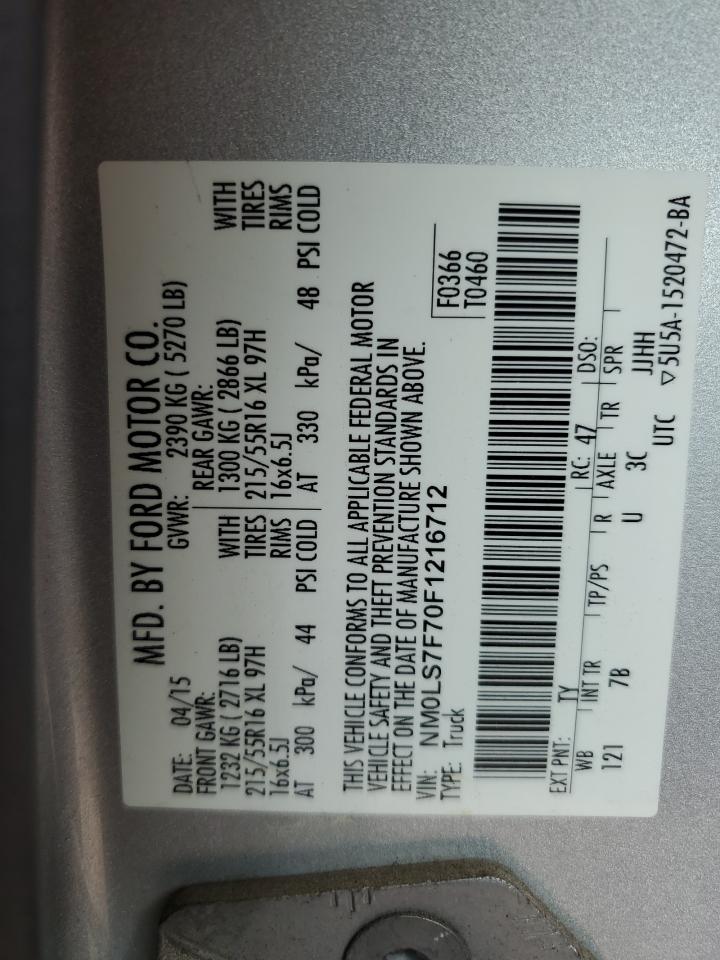 MFD. BY FORD MOTOR CO.
DATE: 04/15 GVWR: 2390 KG ( 5270 LB)
FRONT GAWR: REAR GAWR:
1232 KG ( 2716 LB) WITH 1300 KG ( 2866 LB) WITH
215/55R16 XL 97H TIRES 215/55R16 XL 97H TIRES
16x6.5J RIMS 16x6.5J RIMS
AT 300 kPa/ 44 PSI COLD AT 330 kPa/ 48 PSI COLD
THIS VEHICLE CONFORMS TO ALL APPLICABLE FEDERAL MOTOR
VEHICLE SAFETY AND THEFT PREVENTION STANDARDS IN
EFFECT ON THE DATE OF MANUFACTURE SHOWN ABOVE.
VIN: NM0LS7F70F1216712 F0366
TYPE: Truck T0460
EXT PNT: TY RC: 47 DSO:
WB INT TR TP/PS R AXLE TR SPR
121 7B U 3C JJHH
UTC ▽5U5A-1520472-BA